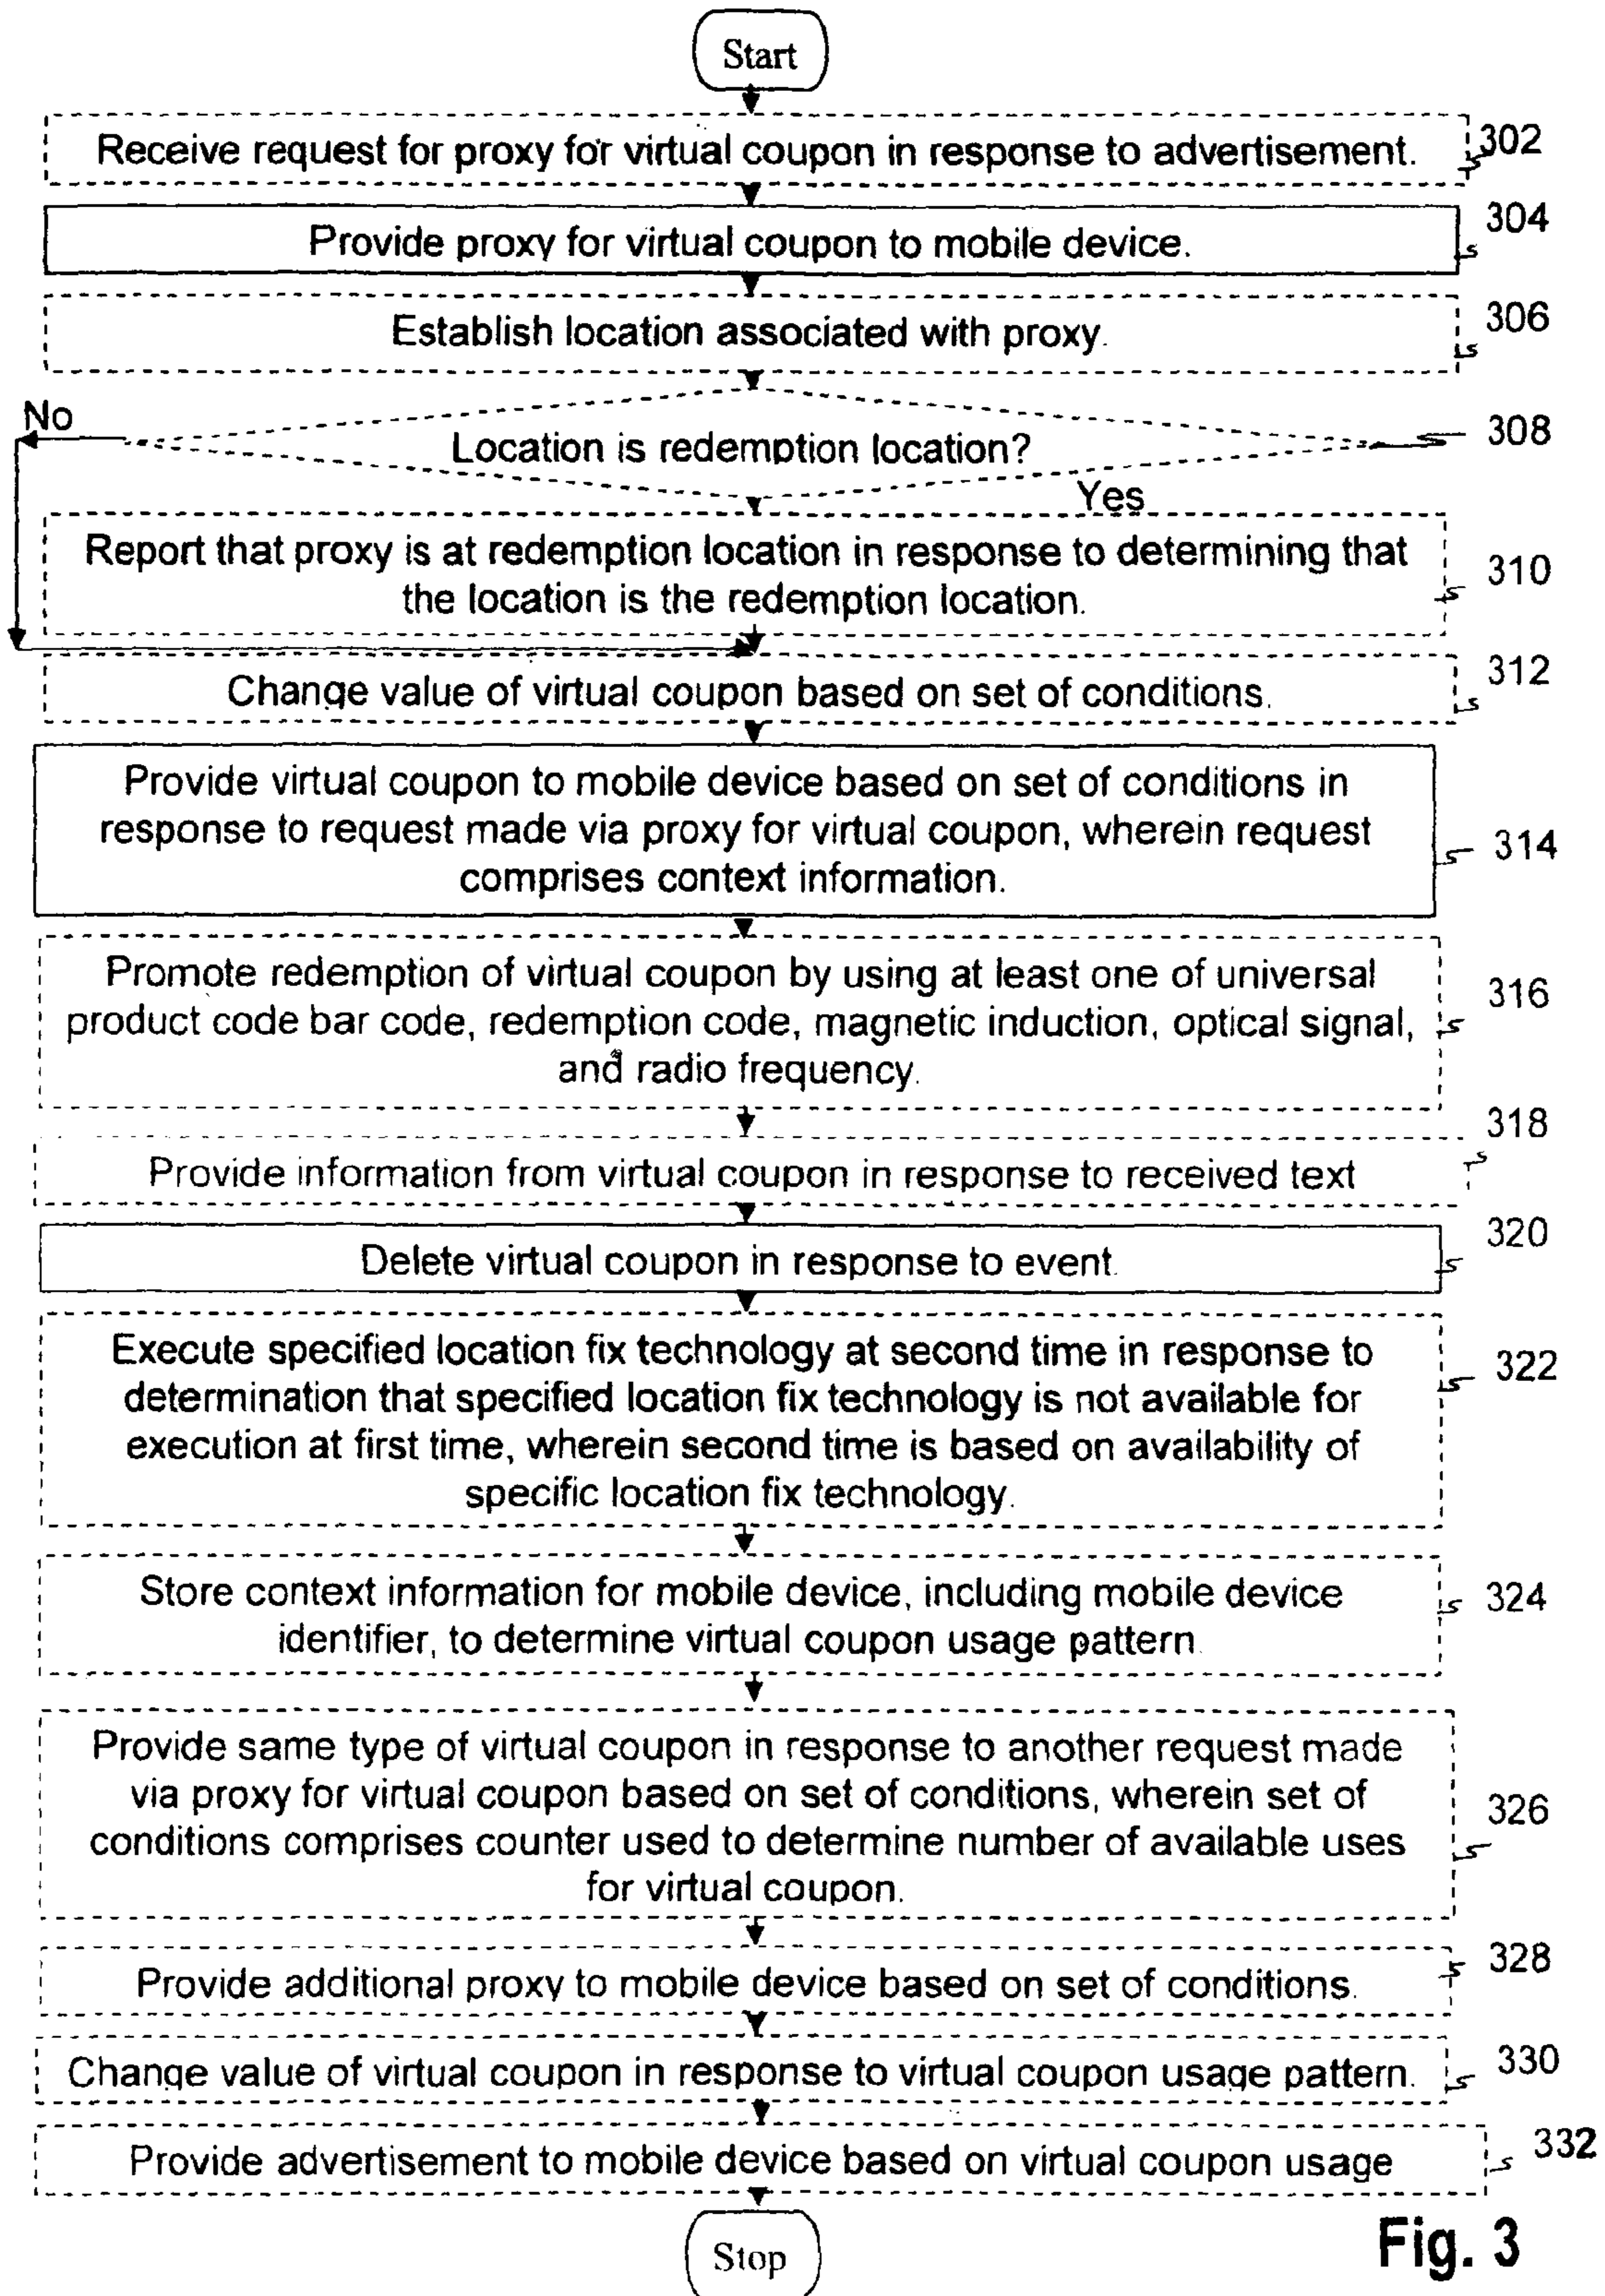 Start
Receive request for proxy for virtual coupon in response to advertisement.
302
Provide proxy for virtual coupon to mobile device.
304
Establish location associated with proxy.
306
No
Location is redemption location?
308
Yes
Report that proxy is at redemption location in response to determining that
the location is the redemption location.
310
Change value of virtual coupon based on set of conditions.
312
Provide virtual coupon to mobile device based on set of conditions in
response to request made via proxy for virtual coupon, wherein request
comprises context information.
314
Promote redemption of virtual coupon by using at least one of universal
product code bar code, redemption code, magnetic induction, optical signal,
and radio frequency.
316
Provide information from virtual coupon in response to received text
318
Delete virtual coupon in response to event.
320
Execute specified location fix technology at second time in response to
determination that specified location fix technology is not available for
execution at first time, wherein second time is based on availability of
specific location fix technology.
322
Store context information for mobile device, including mobile device
identifier, to determine virtual coupon usage pattern.
324
Provide same type of virtual coupon in response to another request made
via proxy for virtual coupon based on set of conditions, wherein set of
conditions comprises counter used to determine number of available uses
for virtual coupon.
326
Provide additional proxy to mobile device based on set of conditions.
328
Change value of virtual coupon in response to virtual coupon usage pattern.
330
Provide advertisement to mobile device based on virtual coupon usage
332
Stop
Fig. 3